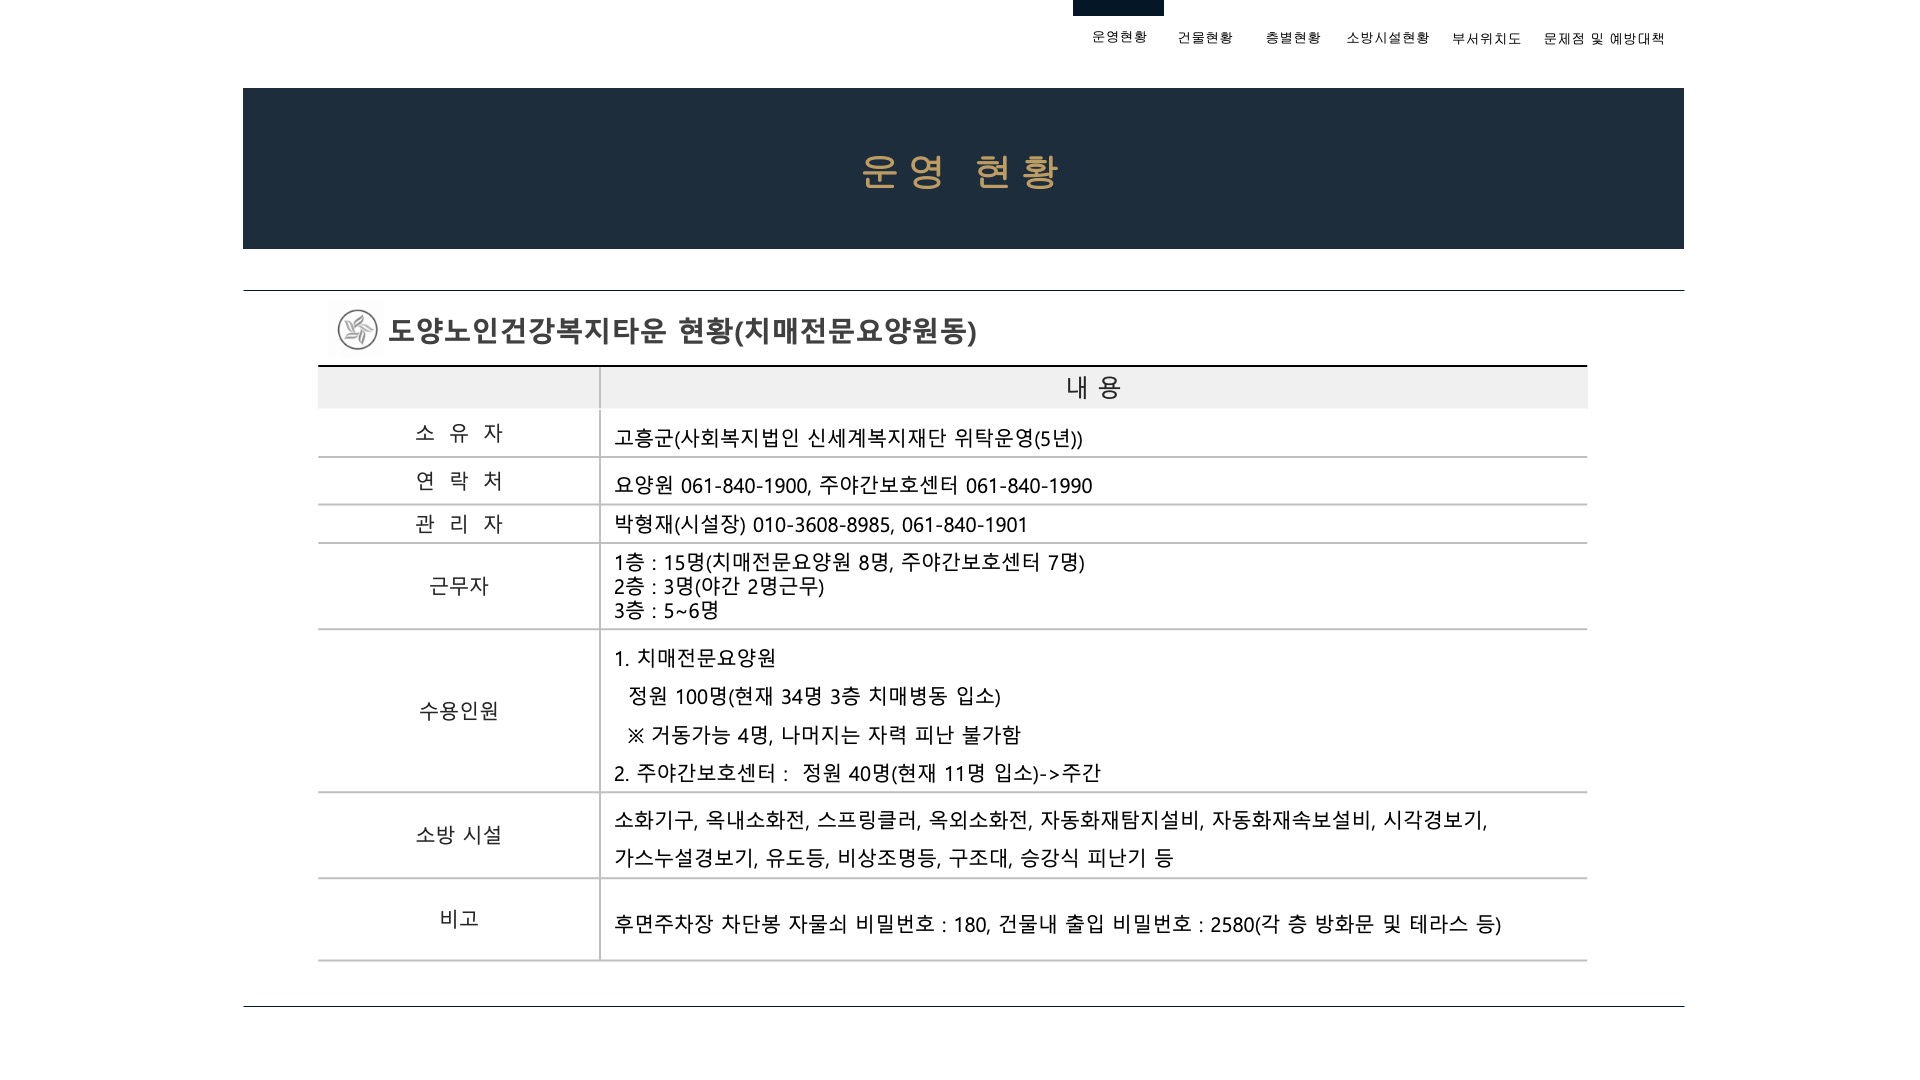 운영현황 건물현황 층별현황 소방시설현황 부서위치도 문제점 및 예방대책
운영 현황
도양노인건강복지타운 현황(치매전문요양원동)
내 용
소 유 자 고흥군(사회복지법인 신세계복지재단 위탁운영(5년))
연 락 처 요양원 061-840-1900, 주야간보호센터 061-840-1990
관 리 자 박형재(시설장) 010-3608-8985, 061-840-1901
근무자
1층 : 15명(치매전문요양원 8명, 주야간보호센터 7명)
2층 : 3명(야간 2명근무)
3층 : 5~6명
수용인원
1. 치매전문요양원
정원 100명(현재 34명 3층 치매병동 입소)
※ 거동가능 4명, 나머지는 자력 피난 불가함
2. 주야간보호센터 : 정원 40명(현재 11명 입소)->주간
소방 시설
소화기구, 옥내소화전, 스프링클러, 옥외소화전, 자동화재탐지설비, 자동화재속보설비, 시각경보기,
가스누설경보기, 유도등, 비상조명등, 구조대, 승강식 피난기 등
비고
후면주차장 차단봉 자물쇠 비밀번호 : 180, 건물내 출입 비밀번호 : 2580(각 층 방화문 및 테라스 등)